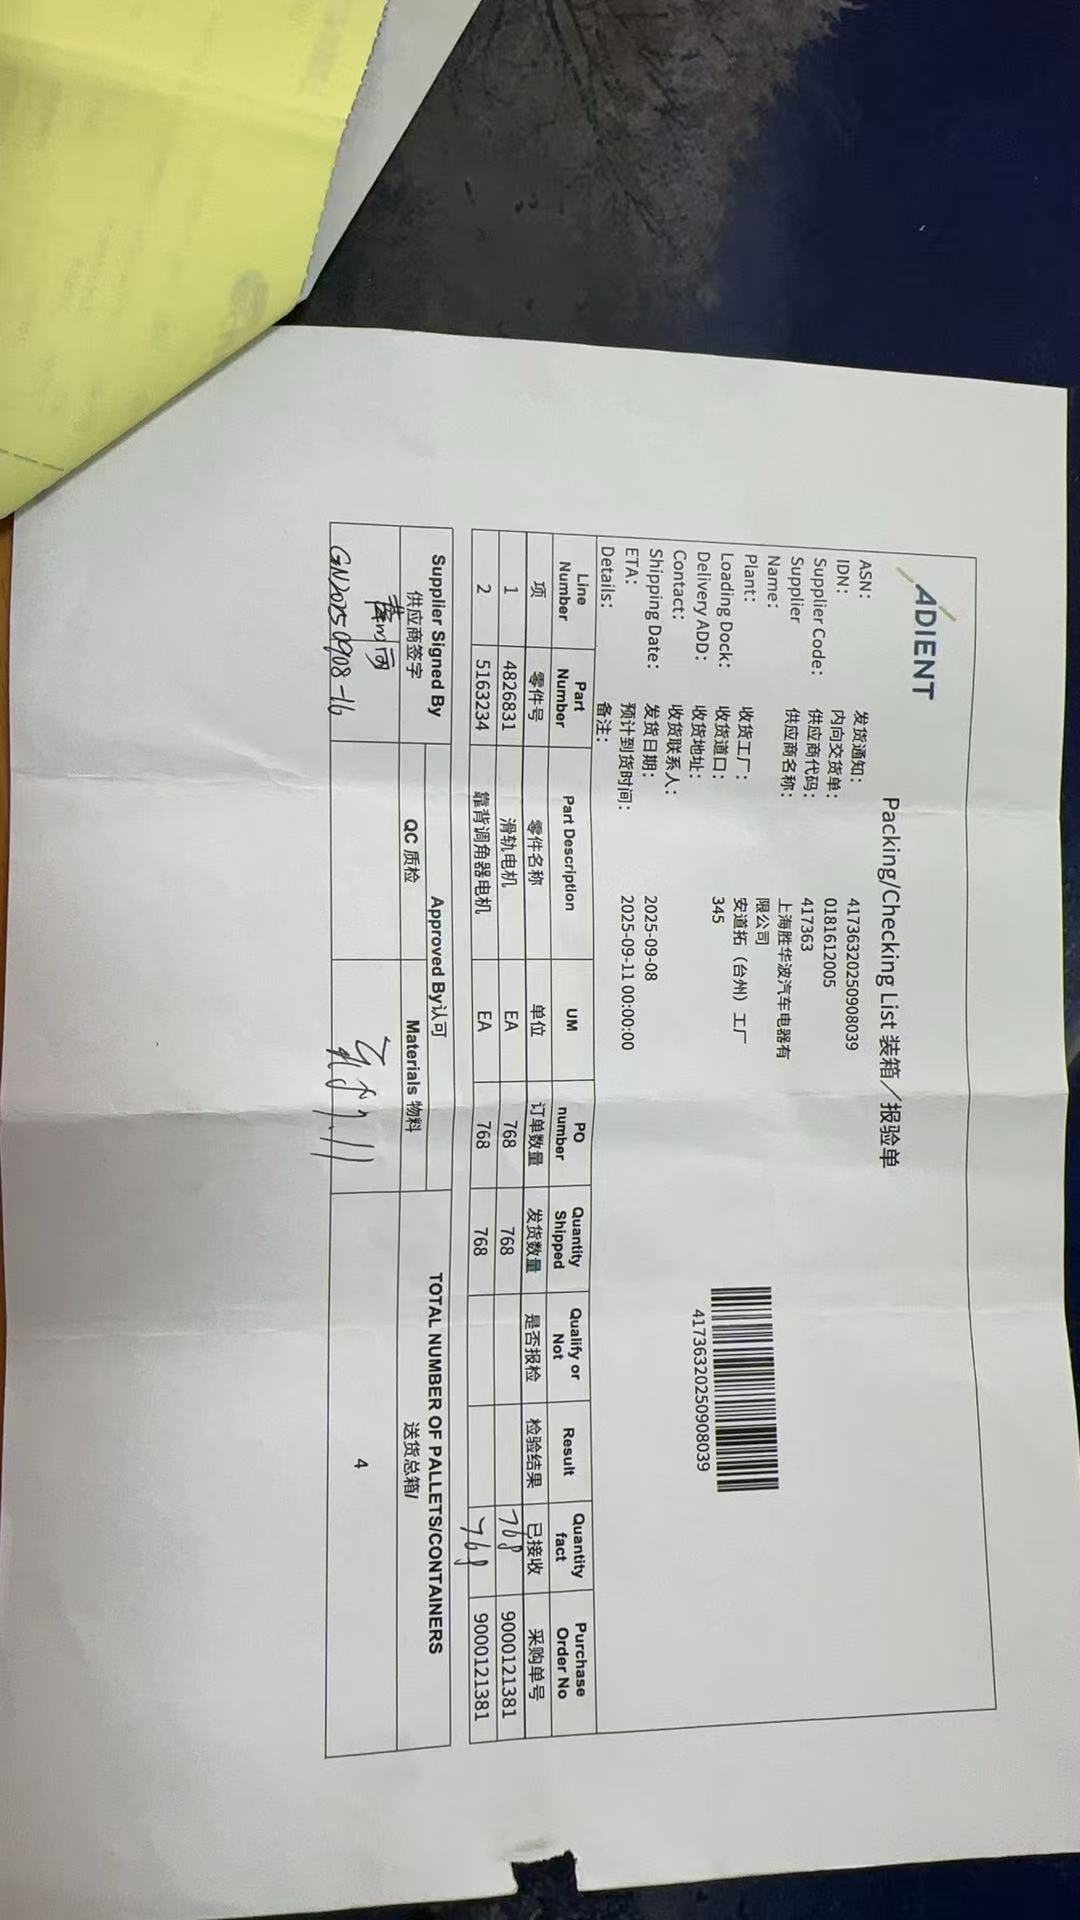 ADIENT
Packing/Checking List 装箱／报验单
ASN: 发货通知: 41736320250908039
IDN: 内向交货单: 0181612005
Supplier Code: 供应商代码: 417363
Supplier Name: 供应商名称: 上海胜华波汽车电器有
限公司
Plant: 收货工厂: 安道拓（台州）工厂
Loading Dock: 收货道口: 345
Delivery ADD: 收货地址:
Contact: 收货联系人:
Shipping Date: 发货日期: 2025-09-08
ETA: 预计到货时间: 2025-09-11 00:00:00
Details: 备注:
41736320250908039
Line Number Part Number Part Description UM PO number Quantity Shipped Qualify or Not Result Quantity fact Purchase Order No
项 零件号 零件名称 单位 订单数量 发货数量 是否报检 检验结果 已接收 采购单号
1 4826831 滑轨电机 EA 768 768 768 9000121381
2 5163234 靠背调角器电机 EA 768 768 768 9000121381
Supplier Signed By Approved By认可 TOTAL NUMBER OF PALLETS/CONTAINERS
供应商签字 QC 质检 Materials 物料 送货总箱/
4
GN20250908-16